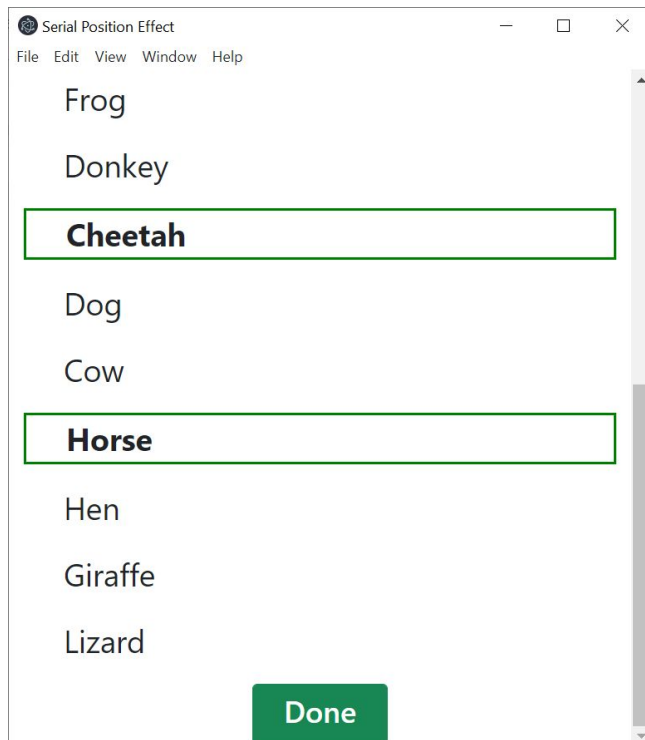 Serial Position Effect
File Edit View Window Help
Frog
Donkey
Cheetah
Dog
Cow
Horse
Hen
Giraffe
Lizard
Done